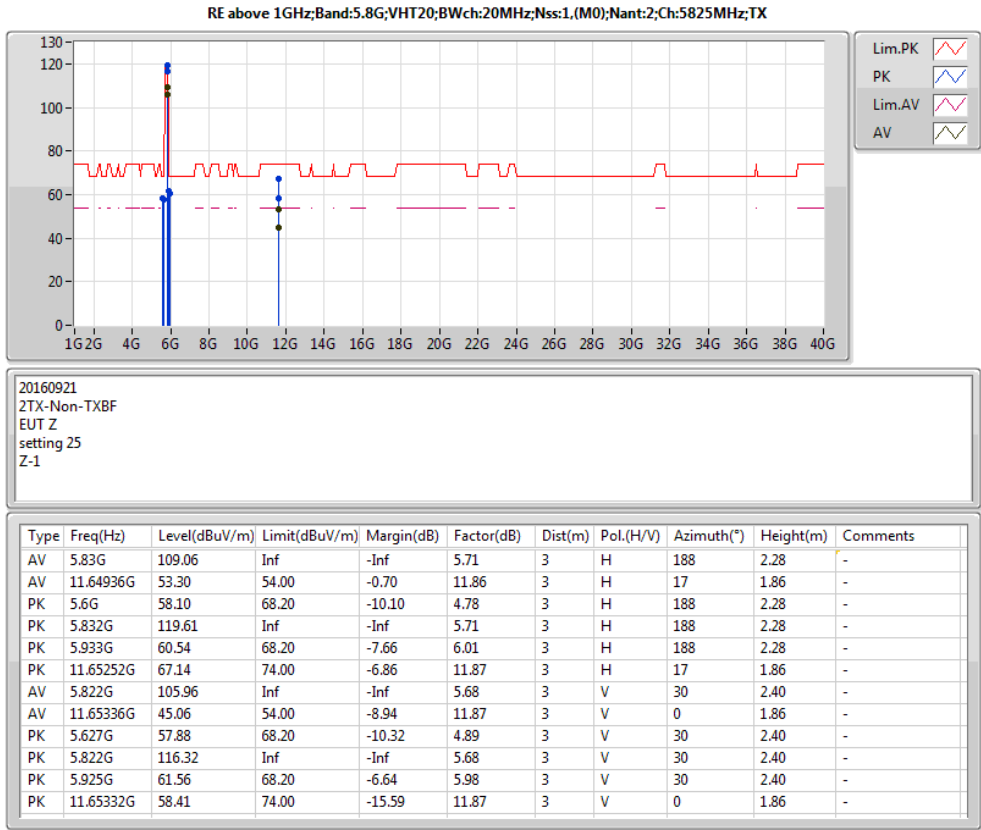 RE above 1GHz;Band:5.8G;VHT20;BWch:20MHz;Nss:1,(M0);Nant:2;Ch:5825MHz;TX
130
120
100
80
60
40
20
0
1G 2G 4G 6G 8G 10G 12G 14G 16G 18G 20G 22G 24G 26G 28G 30G 32G 34G 36G 38G 40G
Lim.PK
PK
Lim.AV
AV
20160921
2TX-Non-TXBF
EUT Z
setting 25
Z-1
Type Freq(Hz) Level(dBuV/m) Limit(dBuV/m) Margin(dB) Factor(dB) Dist(m) Pol.(H/V) Azimuth(°) Height(m) Comments
AV 5.83G 109.06 Inf -Inf 5.71 3 H 188 2.28 -
AV 11.64936G 53.30 54.00 -0.70 11.86 3 H 17 1.86 -
PK 5.6G 58.10 68.20 -10.10 4.78 3 H 188 2.28 -
PK 5.832G 119.61 Inf -Inf 5.71 3 H 188 2.28 -
PK 5.933G 60.54 68.20 -7.66 6.01 3 H 188 2.28 -
PK 11.65252G 67.14 74.00 -6.86 11.87 3 H 17 1.86 -
AV 5.822G 105.96 Inf -Inf 5.68 3 V 30 2.40 -
AV 11.65336G 45.06 54.00 -8.94 11.87 3 V 0 1.86 -
PK 5.627G 57.88 68.20 -10.32 4.89 3 V 30 2.40 -
PK 5.822G 116.32 Inf -Inf 5.68 3 V 30 2.40 -
PK 5.925G 61.56 68.20 -6.64 5.98 3 V 30 2.40 -
PK 11.65332G 58.41 74.00 -15.59 11.87 3 V 0 1.86 -